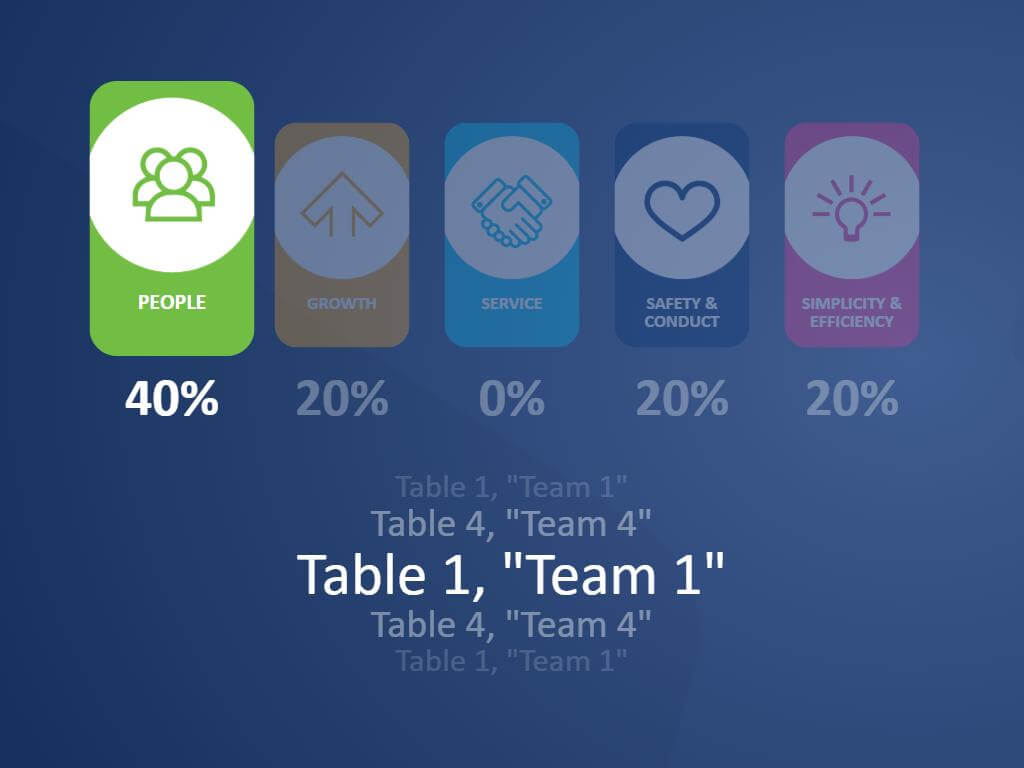 PEOPLE
GROWTH
SERVICE
SAFETY &
CONDUCT
SIMPLICITY &
EFFICIENCY
40%
20%
0%
20%
20%
Table 1, "Team 1"
Table 4, "Team 4"
Table 1, "Team 1"
Table 4, "Team 4"
Table 1, "Team 1"